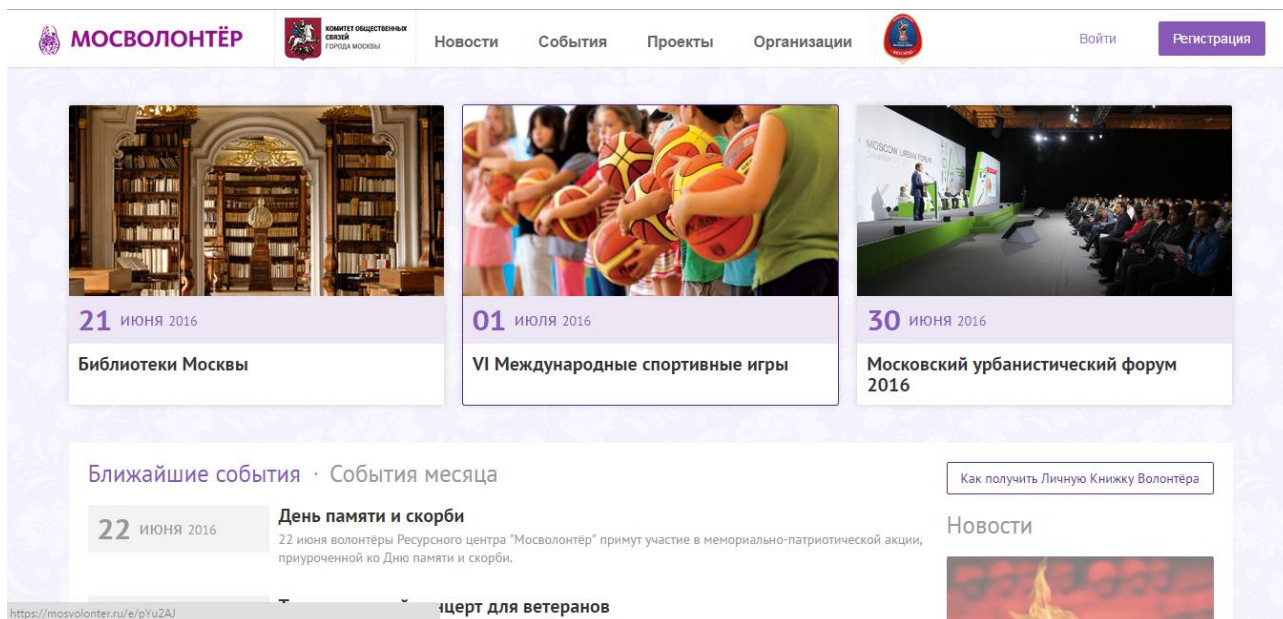 МОСВОЛОНТЁР
КОМИТЕТ ОБЩЕСТВЕННЫХ
СВЯЗЕЙ
ГОРОДА МОСКВЫ
Новости События Проекты Организации
Войти Регистрация
MOSCOW URBAN FORUM
21 ИЮНЯ 2016
Библиотеки Москвы
01 ИЮЛЯ 2016
VI Международные спортивные игры
30 ИЮНЯ 2016
Московский урбанистический форум
2016
Ближайшие события · События месяца
22 ИЮНЯ 2016
День памяти и скорби
22 июня волонтёры Ресурсного центра "Мосволонтёр" примут участие в мемориально-патриотической акции,
приуроченной ко Дню памяти и скорби.
для ветеранов
Как получить Личную Книжку Волонтёра
Новости
https://mosvolonter.ru/e/pYu2AJ